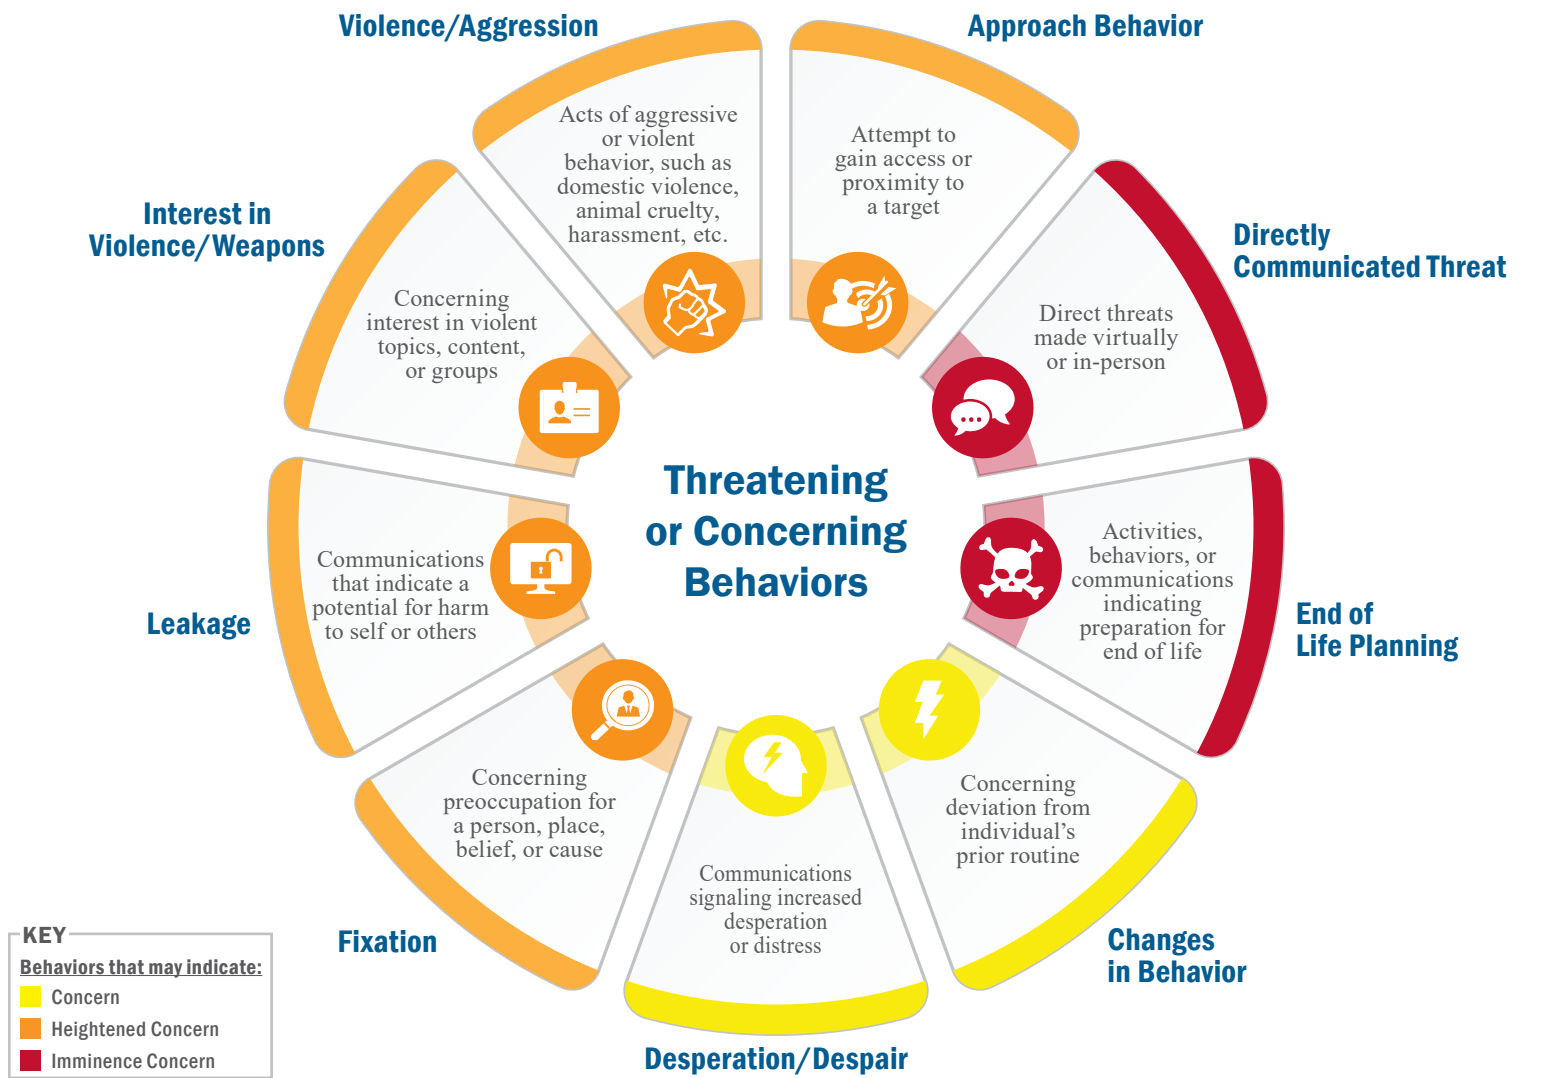 Violence/Aggression
Acts of aggressive
or violent
behavior, such as
domestic violence,
animal cruelty,
harassment, etc.
Approach Behavior
Attempt to
gain access or
proximity to
a target
Directly
Communicated Threat
Direct threats
made virtually
or in-person
End of
Life Planning
Activities,
behaviors, or
communications
indicating
preparation for
end of life
Changes
in Behavior
Concerning
deviation from
individual’s
prior routine
Desperation/Despair
Communications
signaling increased
desperation
or distress
Fixation
Concerning
preoccupation for
a person, place,
belief, or cause
Leakage
Communications
that indicate a
potential for harm
to self or others
Interest in
Violence/Weapons
Concerning
interest in violent
topics, content,
or groups
Threatening
or Concerning
Behaviors
KEY
Behaviors that may indicate:
Concern
Heightened Concern
Imminence Concern